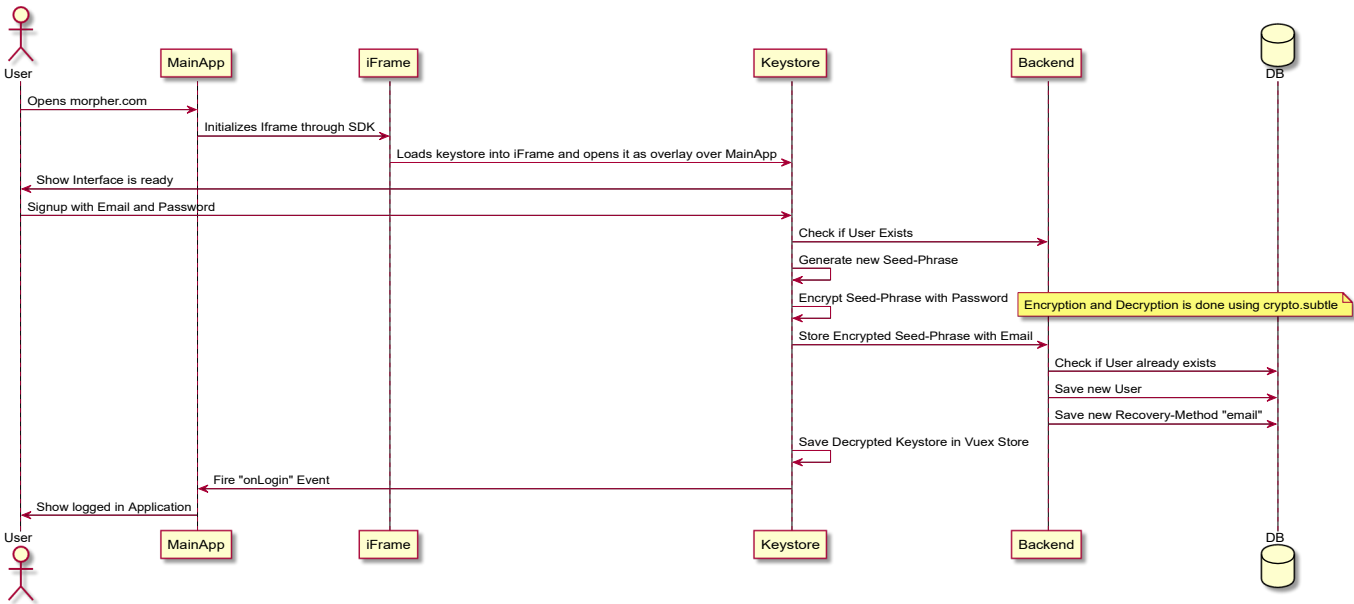 User
MainApp
iFrame
Keystore
Backend
DB
Opens morpher.com
Initializes Iframe through SDK
Loads keystore into iFrame and opens it as overlay over MainApp
Show Interface is ready
Signup with Email and Password
Check if User Exists
Generate new Seed-Phrase
Encrypt Seed-Phrase with Password
Encryption and Decryption is done using crypto.subtle
Store Encrypted Seed-Phrase with Email
Check if User already exists
Save new User
Save new Recovery-Method "email"
Save Decrypted Keystore in Vuex Store
Fire "onLogin" Event
Show logged in Application
User
MainApp
iFrame
Keystore
Backend
DB